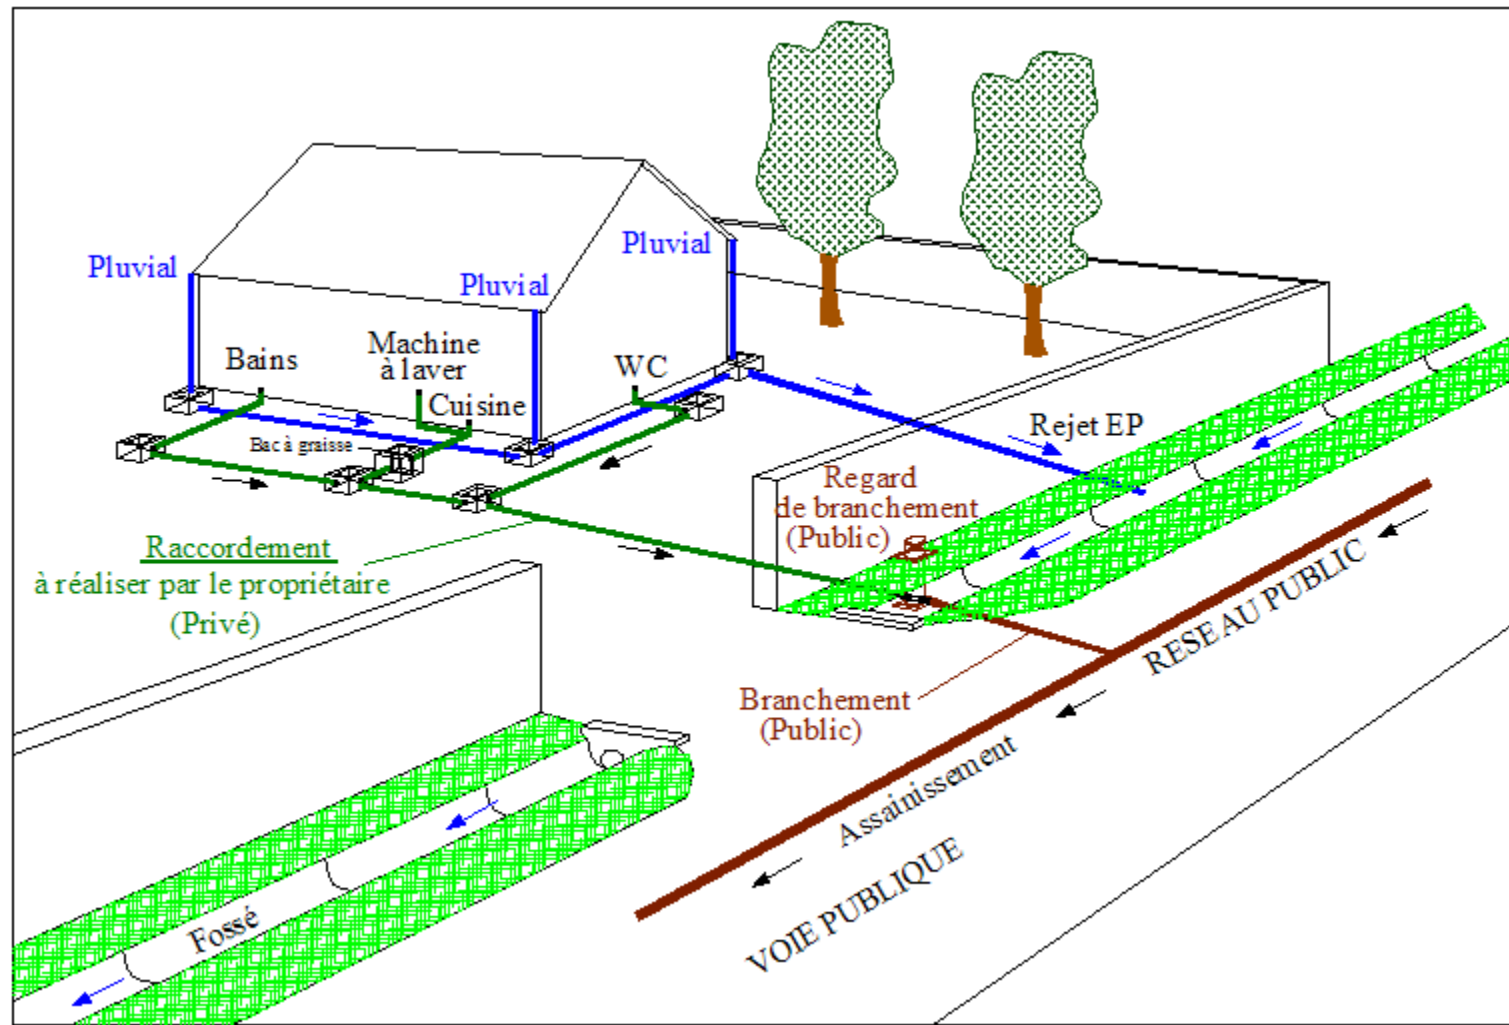 Pluvial
Pluvial
Pluvial
Bains
Machine
à laver
Cuisine
WC
Bac à graisse
Rejet EP
Regard
de branchement
(Public)
Raccordement
à réaliser par le propriétaire
(Privé)
Branchement
(Public)
RESEAU PUBLIC
Assainissement
VOIE PUBLIQUE
Fossé